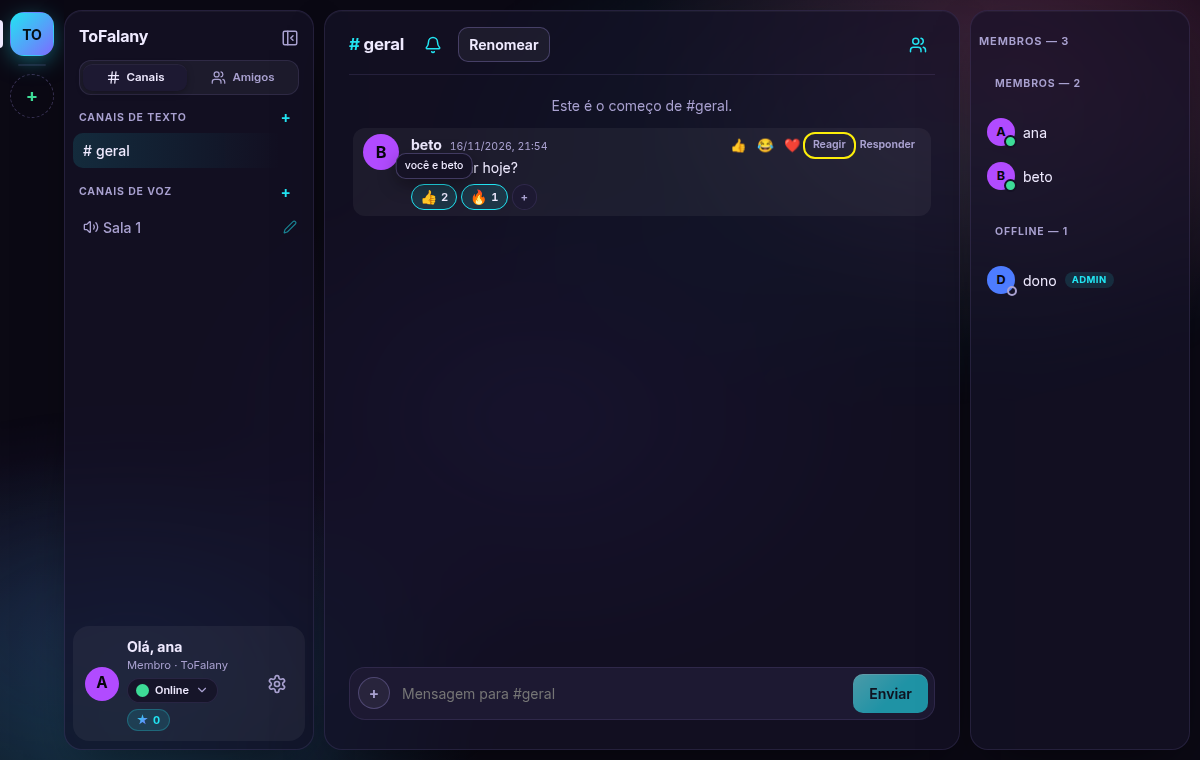 TO
+
ToFalany
Canais
Amigos
CANAIS DE TEXTO +
# geral
CANAIS DE VOZ +
Sala 1
Olá, ana
Membro · ToFalany
A
Online
★ 0
# geral
Renomear
Este é o começo de #geral.
B
beto 16/11/2026, 21:54
Reagir
Responder
você e beto
hoje?
👍 2
🔥 1
+
+
Mensagem para #geral
Enviar
MEMBROS — 3
MEMBROS — 2
A ana
B beto
OFFLINE — 1
D dono ADMIN